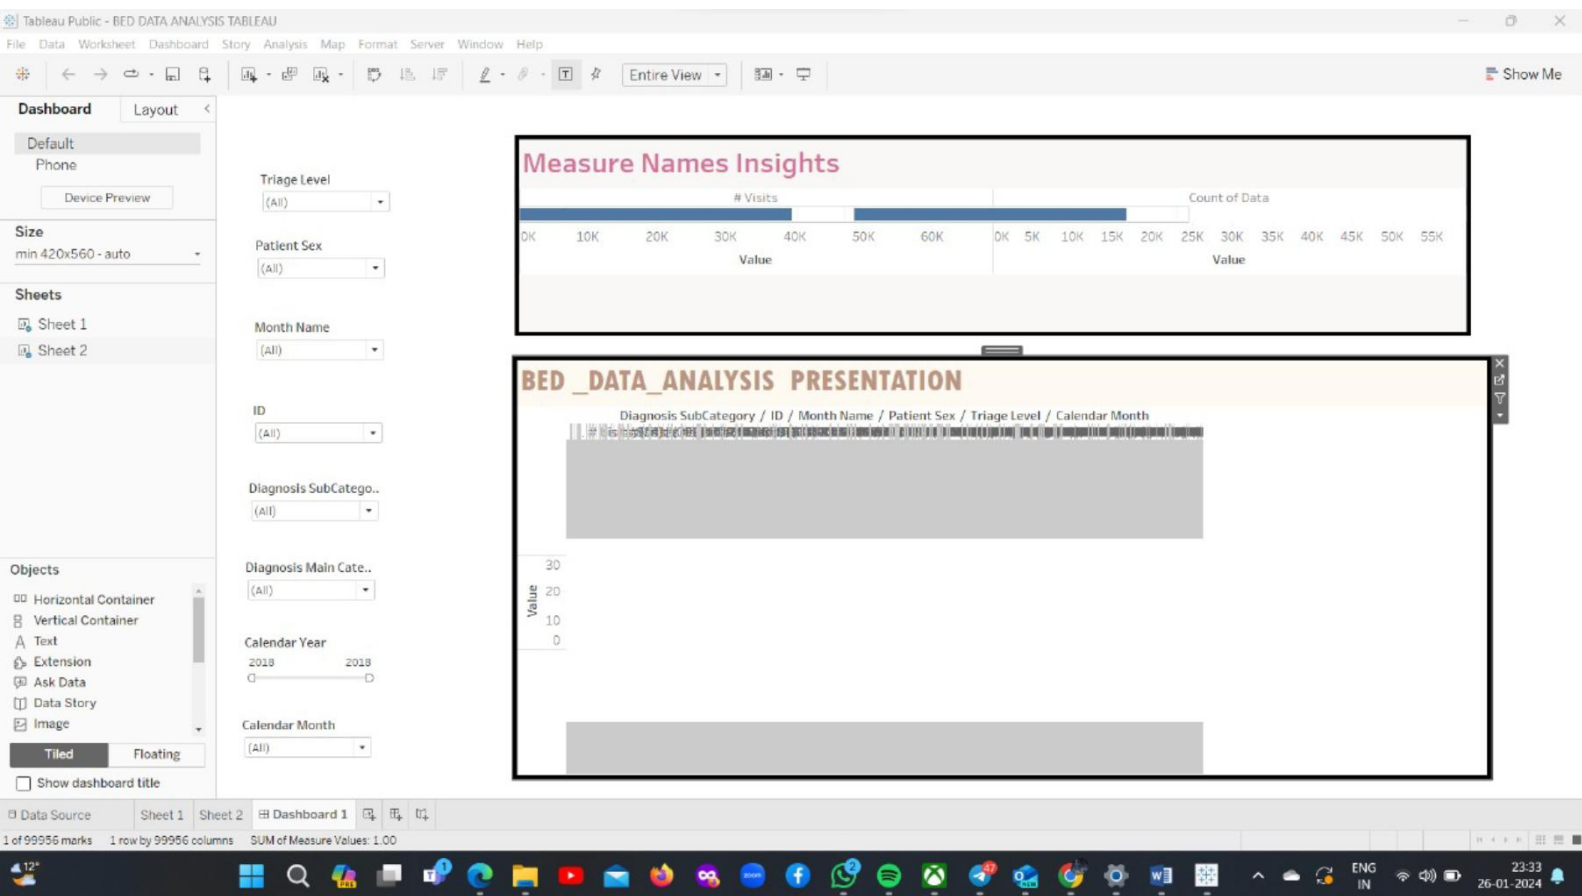 Tableau Public - BED DATA ANALYSIS TABLEAU
File Data Worksheet Dashboard Story Analysis Map Format Server Window Help
Entire View
Show Me
Dashboard Layout
Default
Phone
Device Preview
Size
min 420x560 - auto
Sheets
Sheet 1
Sheet 2
Objects
Horizontal Container
Vertical Container
Text
Extension
Ask Data
Data Story
Image
Tiled Floating
Show dashboard title
Triage Level
(All)
Patient Sex
(All)
Month Name
(All)
ID
(All)
Diagnosis SubCatego..
(All)
Diagnosis Main Cate..
(All)
Calendar Year
2018 2018
Calendar Month
(All)
Measure Names Insights
# Visits Count of Data
0K 10K 20K 30K 40K 50K 60K 0K 5K 10K 15K 20K 25K 30K 35K 40K 45K 50K 55K
Value Value
BED _DATA_ANALYSIS PRESENTATION
Diagnosis SubCategory / ID / Month Name / Patient Sex / Triage Level / Calendar Month
30
20
10
0
Value
Data Source Sheet 1 Sheet 2 Dashboard 1
1 of 99956 marks 1 row by 99956 columns SUM of Measure Values: 1.00
12°
PRE
1
zoom
2
47
NEW
ENG
IN
23:33
26-01-2024